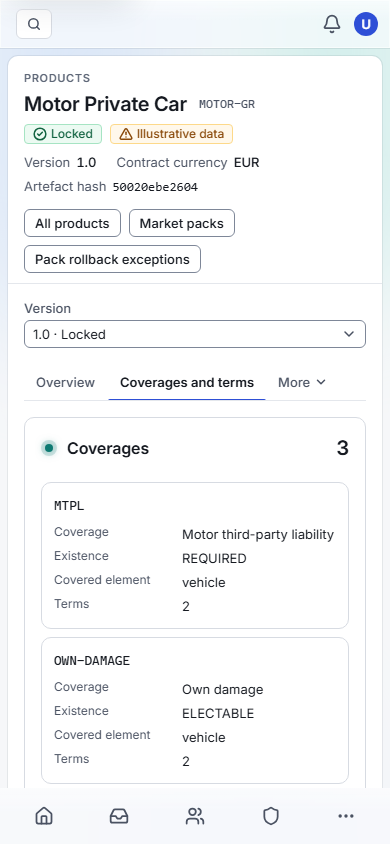 U
PRODUCTS
Motor Private Car MOTOR-GR
Locked Illustrative data
Version 1.0 Contract currency EUR
Artefact hash 50020ebe2604
All products Market packs
Pack rollback exceptions
Version
1.0 · Locked
Overview Coverages and terms More
Coverages 3
MTPL
Coverage Motor third-party liability
Existence REQUIRED
Covered element vehicle
Terms 2
OWN-DAMAGE
Coverage Own damage
Existence ELECTABLE
Covered element vehicle
Terms 2